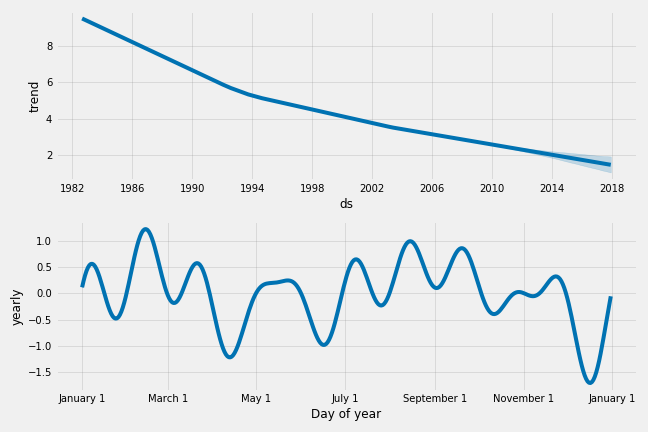 8
6
4
2
trend
1982 1986 1990 1994 1998 2002 2006 2010 2014 2018
ds
1.0
0.5
0.0
−0.5
−1.0
−1.5
yearly
January 1 March 1 May 1 July 1 September 1 November 1 January 1
Day of year